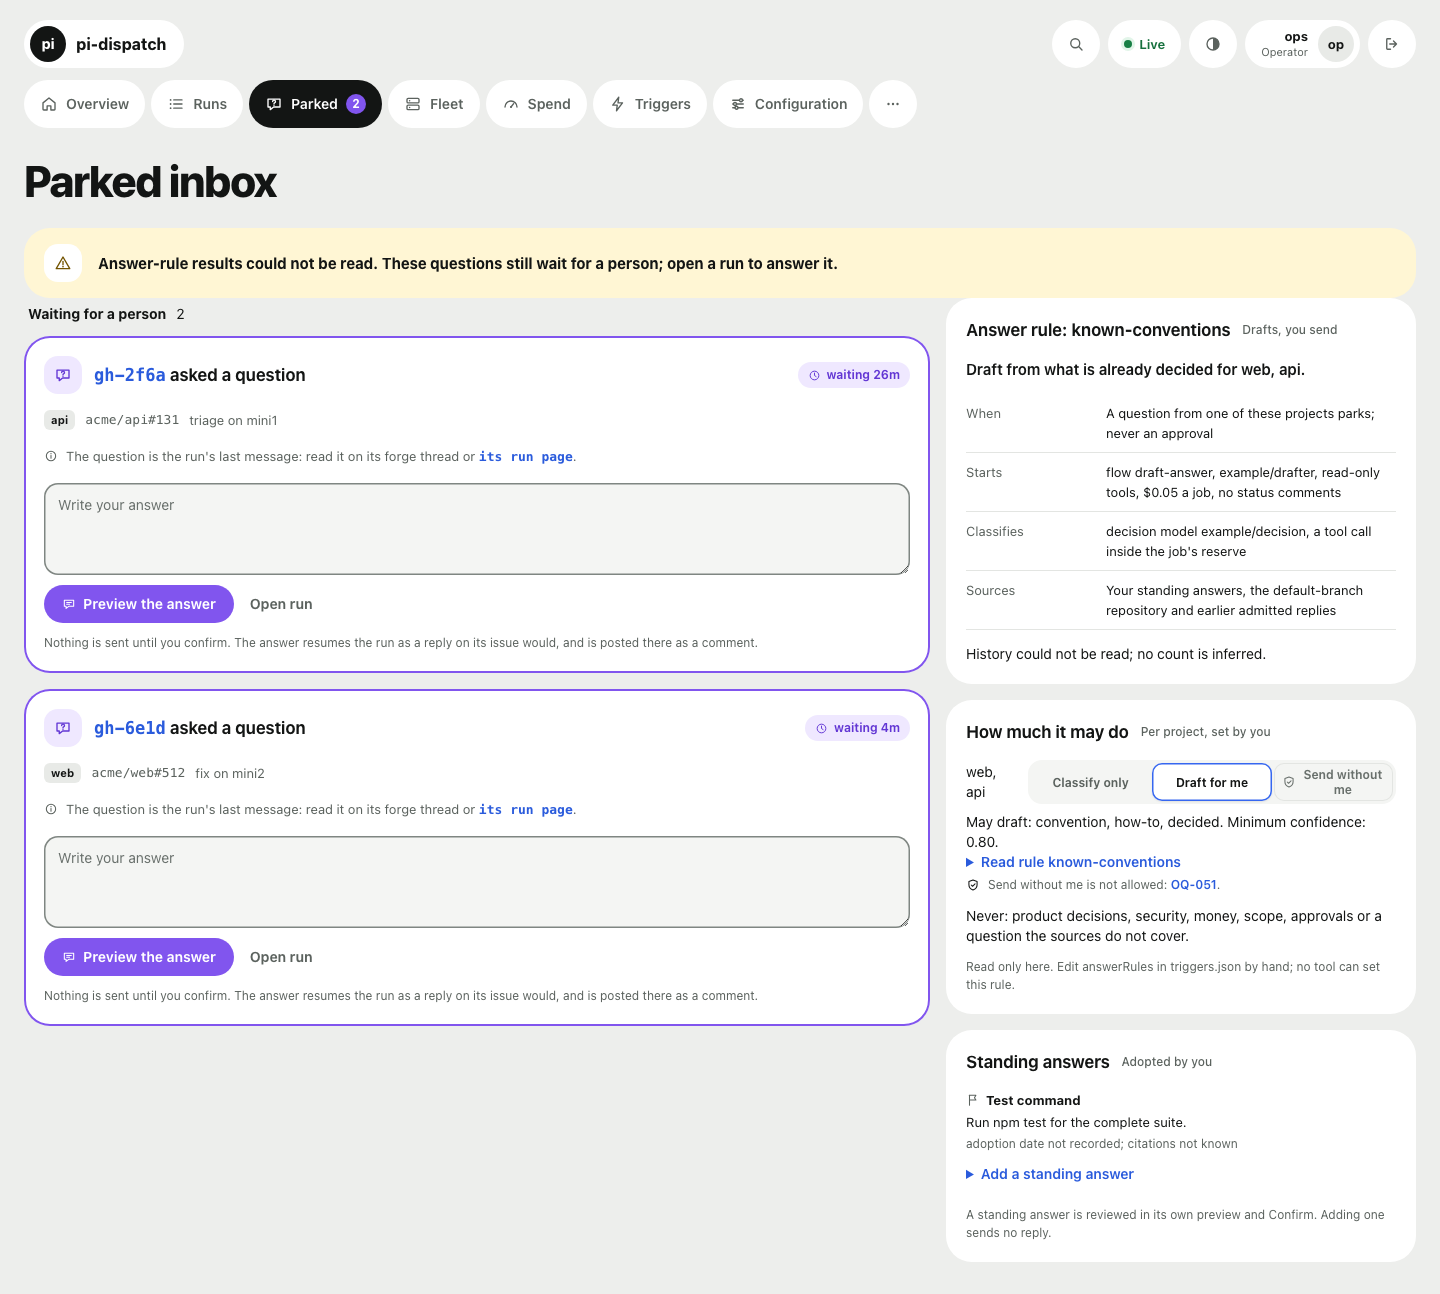 pi pi-dispatch
Live
ops
Operator
op
Overview
Runs
Parked 2
Fleet
Spend
Triggers
Configuration
Parked inbox
Answer-rule results could not be read. These questions still wait for a person; open a run to answer it.
Waiting for a person 2
gh-2f6a asked a question
waiting 26m
api acme/api#131 triage on mini1
The question is the run's last message: read it on its forge thread or its run page.
Write your answer
Preview the answer
Open run
Nothing is sent until you confirm. The answer resumes the run as a reply on its issue would, and is posted there as a comment.
gh-6e1d asked a question
waiting 4m
web acme/web#512 fix on mini2
The question is the run's last message: read it on its forge thread or its run page.
Write your answer
Preview the answer
Open run
Nothing is sent until you confirm. The answer resumes the run as a reply on its issue would, and is posted there as a comment.
Answer rule: known-conventions Drafts, you send
Draft from what is already decided for web, api.
When
A question from one of these projects parks;
never an approval
Starts
flow draft-answer, example/drafter, read-only
tools, $0.05 a job, no status comments
Classifies
decision model example/decision, a tool call
inside the job's reserve
Sources
Your standing answers, the default-branch
repository and earlier admitted replies
History could not be read; no count is inferred.
How much it may do Per project, set by you
web,
api
Classify only
Draft for me
Send without
me
May draft: convention, how-to, decided. Minimum confidence:
0.80.
Read rule known-conventions
Send without me is not allowed: OQ-051.
Never: product decisions, security, money, scope, approvals or a
question the sources do not cover.
Read only here. Edit answerRules in triggers.json by hand; no tool can set
this rule.
Standing answers Adopted by you
Test command
Run npm test for the complete suite.
adoption date not recorded; citations not known
Add a standing answer
A standing answer is reviewed in its own preview and Confirm. Adding one
sends no reply.